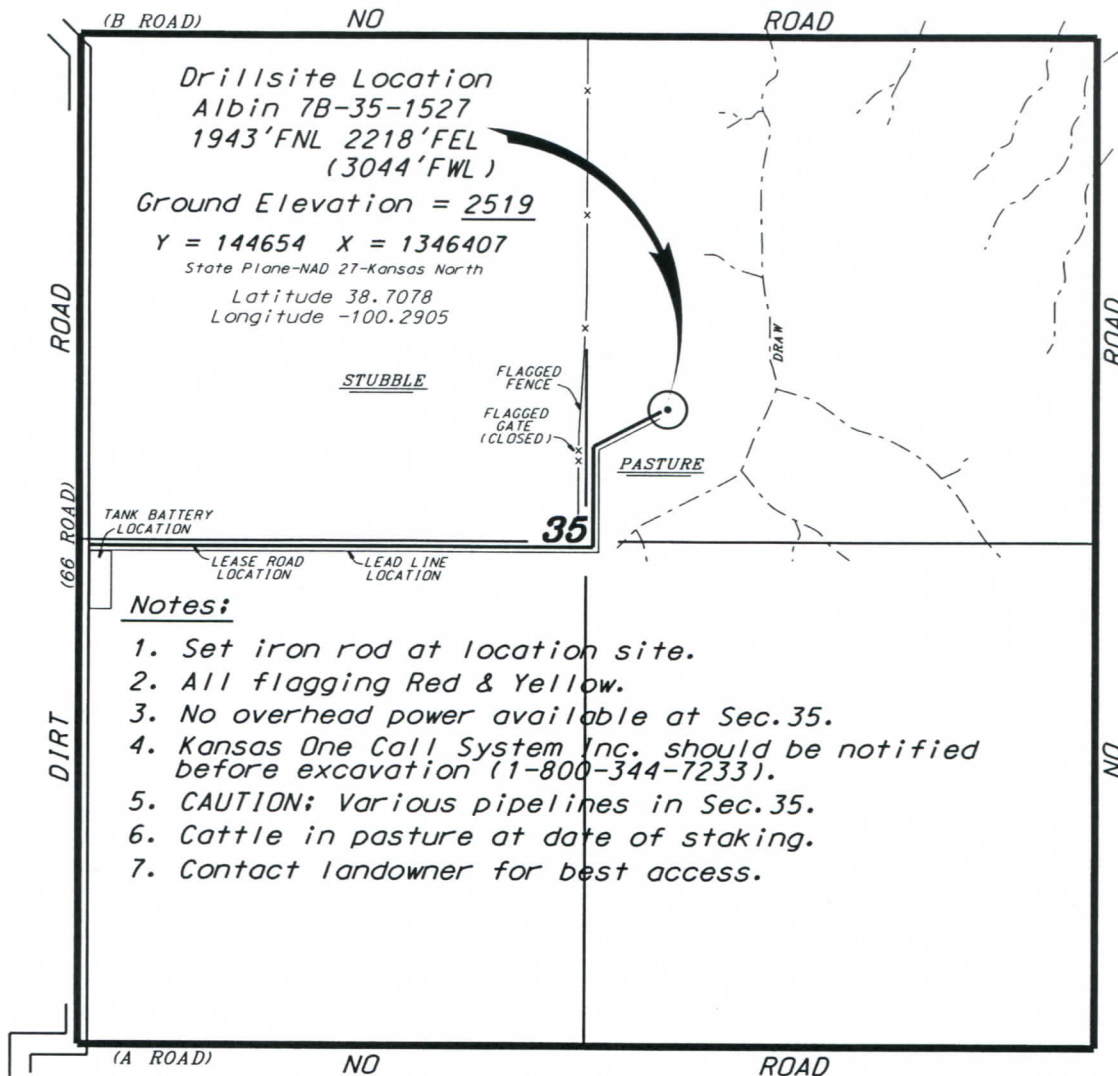 (B ROAD) NO ROAD
Drillsite Location
Albin 7B-35-1527
1943'FNL 2218'FEL
(3044'FWL)
Ground Elevation = 2519
Y = 144654 X = 1346407
State Plane-NAD 27-Kansas North
Latitude 38.7078
Longitude -100.2905
ROAD
ROAD
DRAW
STUBBLE
FLAGGED
FENCE
FLAGGED
GATE
(CLOSED)
PASTURE
(66 ROAD)
TANK BATTERY
LOCATION
35
LEASE ROAD
LOCATION
LEAD LINE
LOCATION
Notes:
1. Set iron rod at location site.
2. All flagging Red & Yellow.
3. No overhead power available at Sec.35.
4. Kansas One Call System Inc. should be notified
before excavation (1-800-344-7233).
5. CAUTION: Various pipelines in Sec.35.
6. Cattle in pasture at date of staking.
7. Contact landowner for best access.
DIRT
NO
(A ROAD) NO ROAD